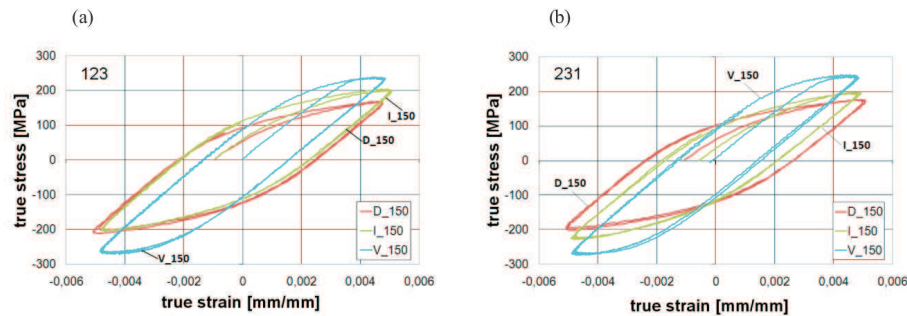 (a)
(b)
300
200
100
0
-100
-200
-300
true stress [MPa]
123
I_150
D_150
V_150
D_150
I_150
V_150
-0,006
-0,004
-0,002
0
0,002
0,004
0,006
true strain [mm/mm]
300
200
100
0
-100
-200
-300
true stress [MPa]
231
V_150
I_150
D_150
D_150
I_150
V_150
-0,006
-0,004
-0,002
0
0,002
0,004
0,006
true strain [mm/mm]